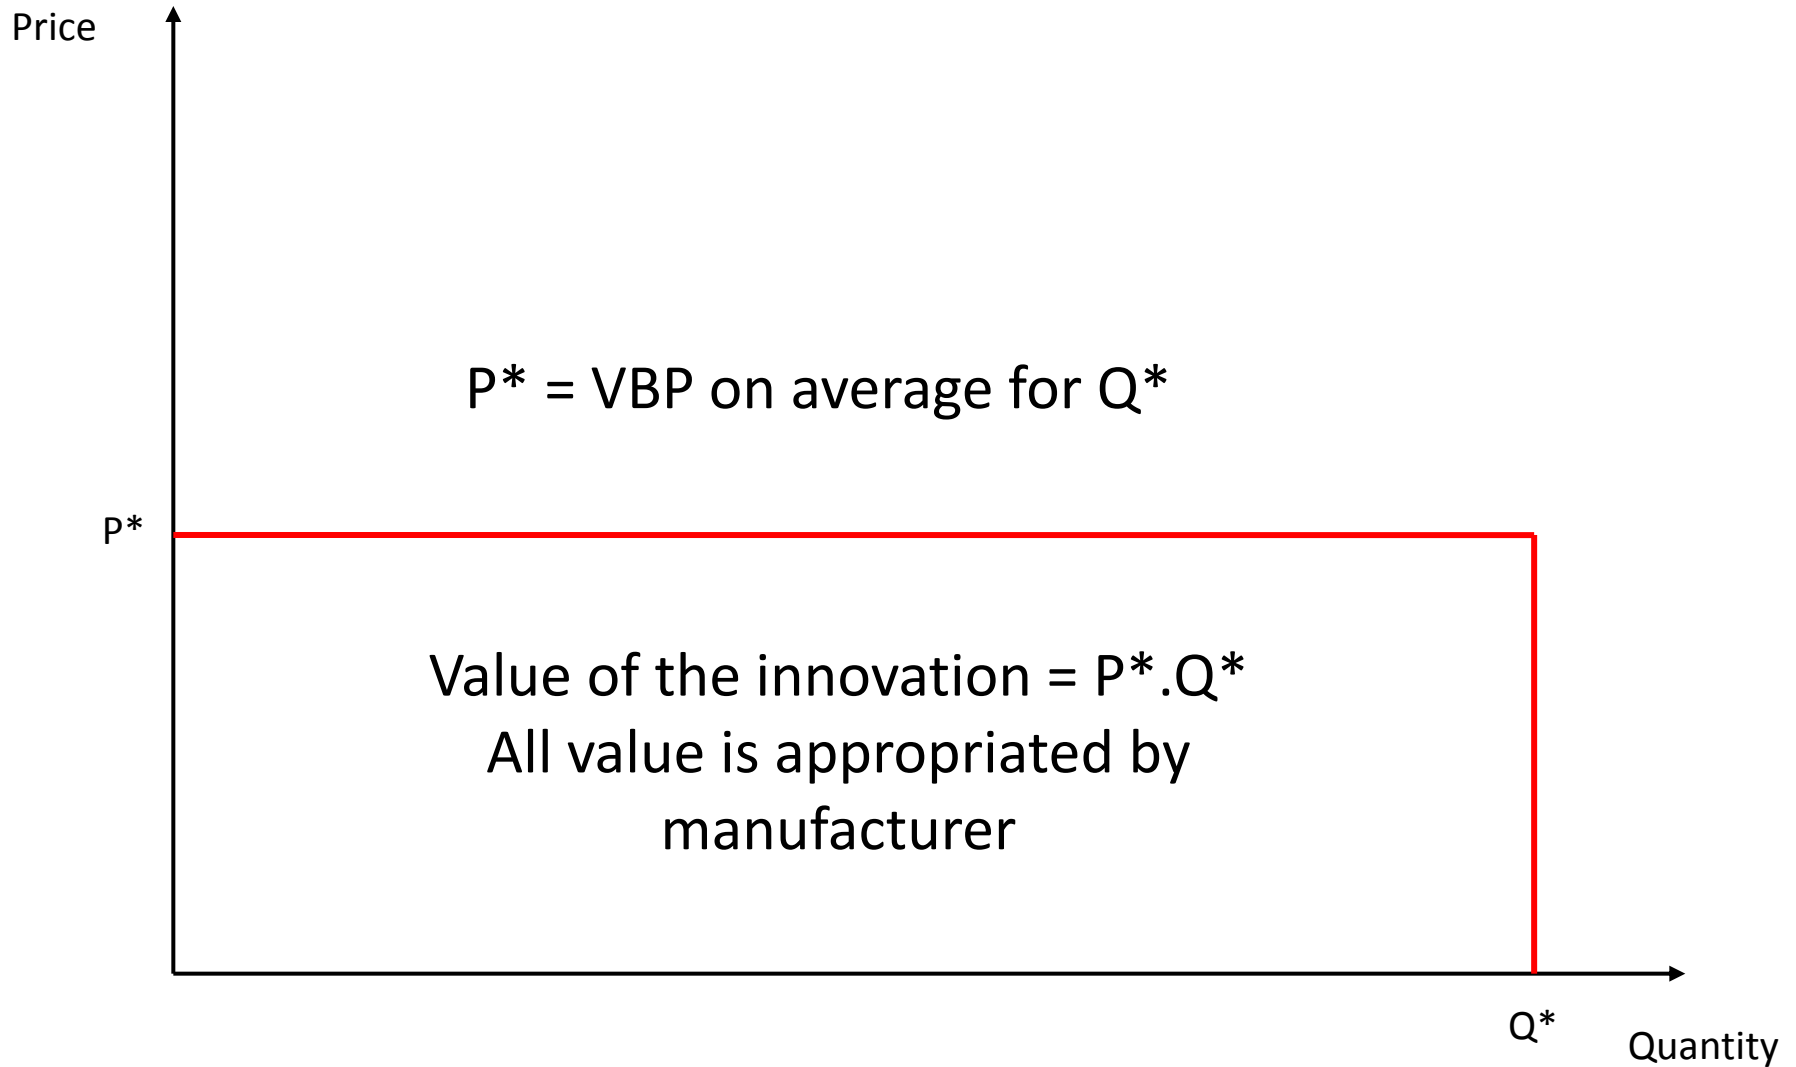 Price
P* = VBP on average for Q*
P*
Value of the innovation = P*.Q*
All value is appropriated by
manufacturer
Q*
Quantity